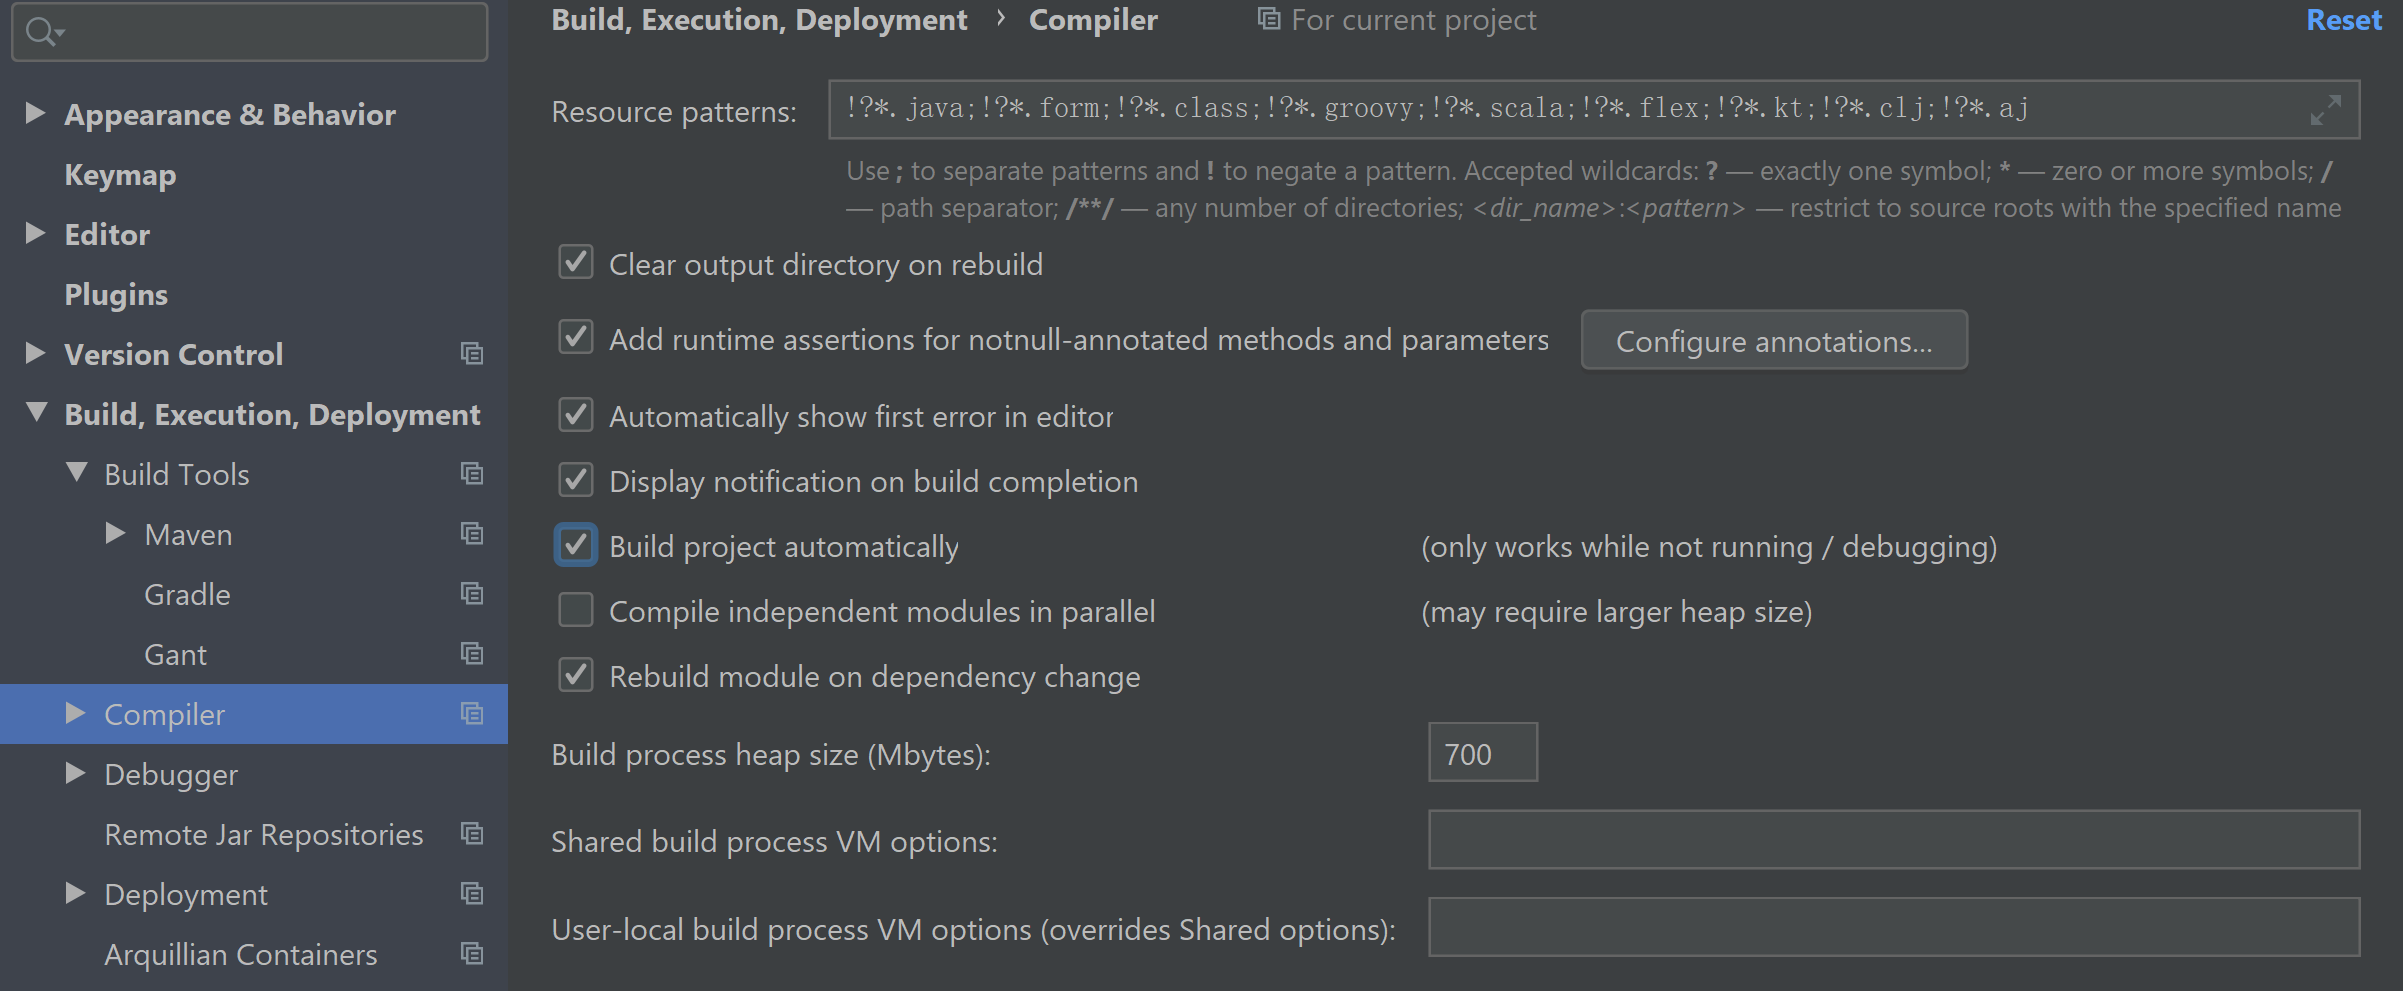 Appearance & Behavior
Keymap
Editor
Plugins
Version Control
Build, Execution, Deployment
Build Tools
Maven
Gradle
Gant
Compiler
Debugger
Remote Jar Repositories
Deployment
Arquillian Containers
Build, Execution, Deployment › Compiler For current project Reset
Resource patterns: !?*.java;!?*.form;!?*.class;!?*.groovy;!?*.scala;!?*.flex;!?*.kt;!?*.clj;!?*.aj
Use ; to separate patterns and ! to negate a pattern. Accepted wildcards: ? — exactly one symbol; * — zero or more symbols; /
— path separator; /**/ — any number of directories; <dir_name>:<pattern> — restrict to source roots with the specified name
Clear output directory on rebuild
Add runtime assertions for notnull-annotated methods and parameters Configure annotations...
Automatically show first error in editor
Display notification on build completion
Build project automatically (only works while not running / debugging)
Compile independent modules in parallel (may require larger heap size)
Rebuild module on dependency change
Build process heap size (Mbytes): 700
Shared build process VM options:
User-local build process VM options (overrides Shared options):